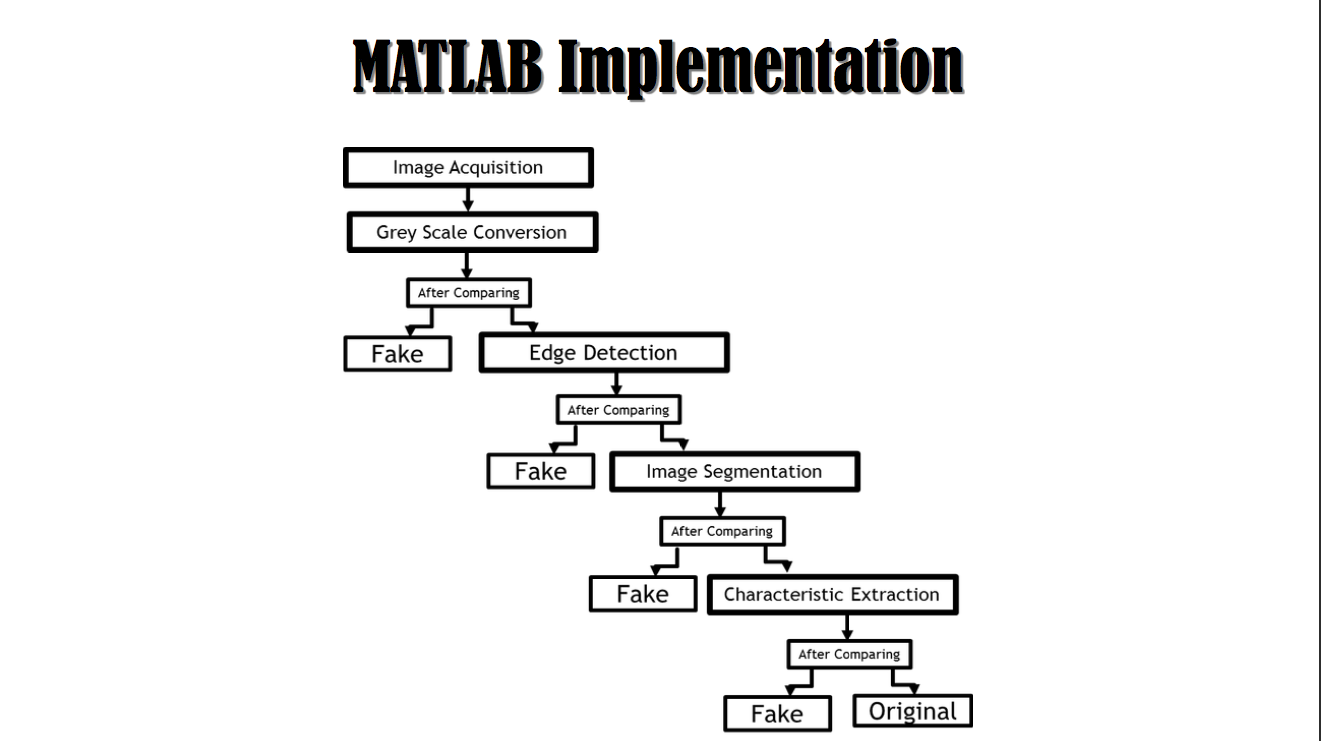 MATLAB Implementation
Image Acquisition
Grey Scale Conversion
After Comparing
Fake
Edge Detection
After Comparing
Fake
Image Segmentation
After Comparing
Fake
Characteristic Extraction
After Comparing
Fake
Original